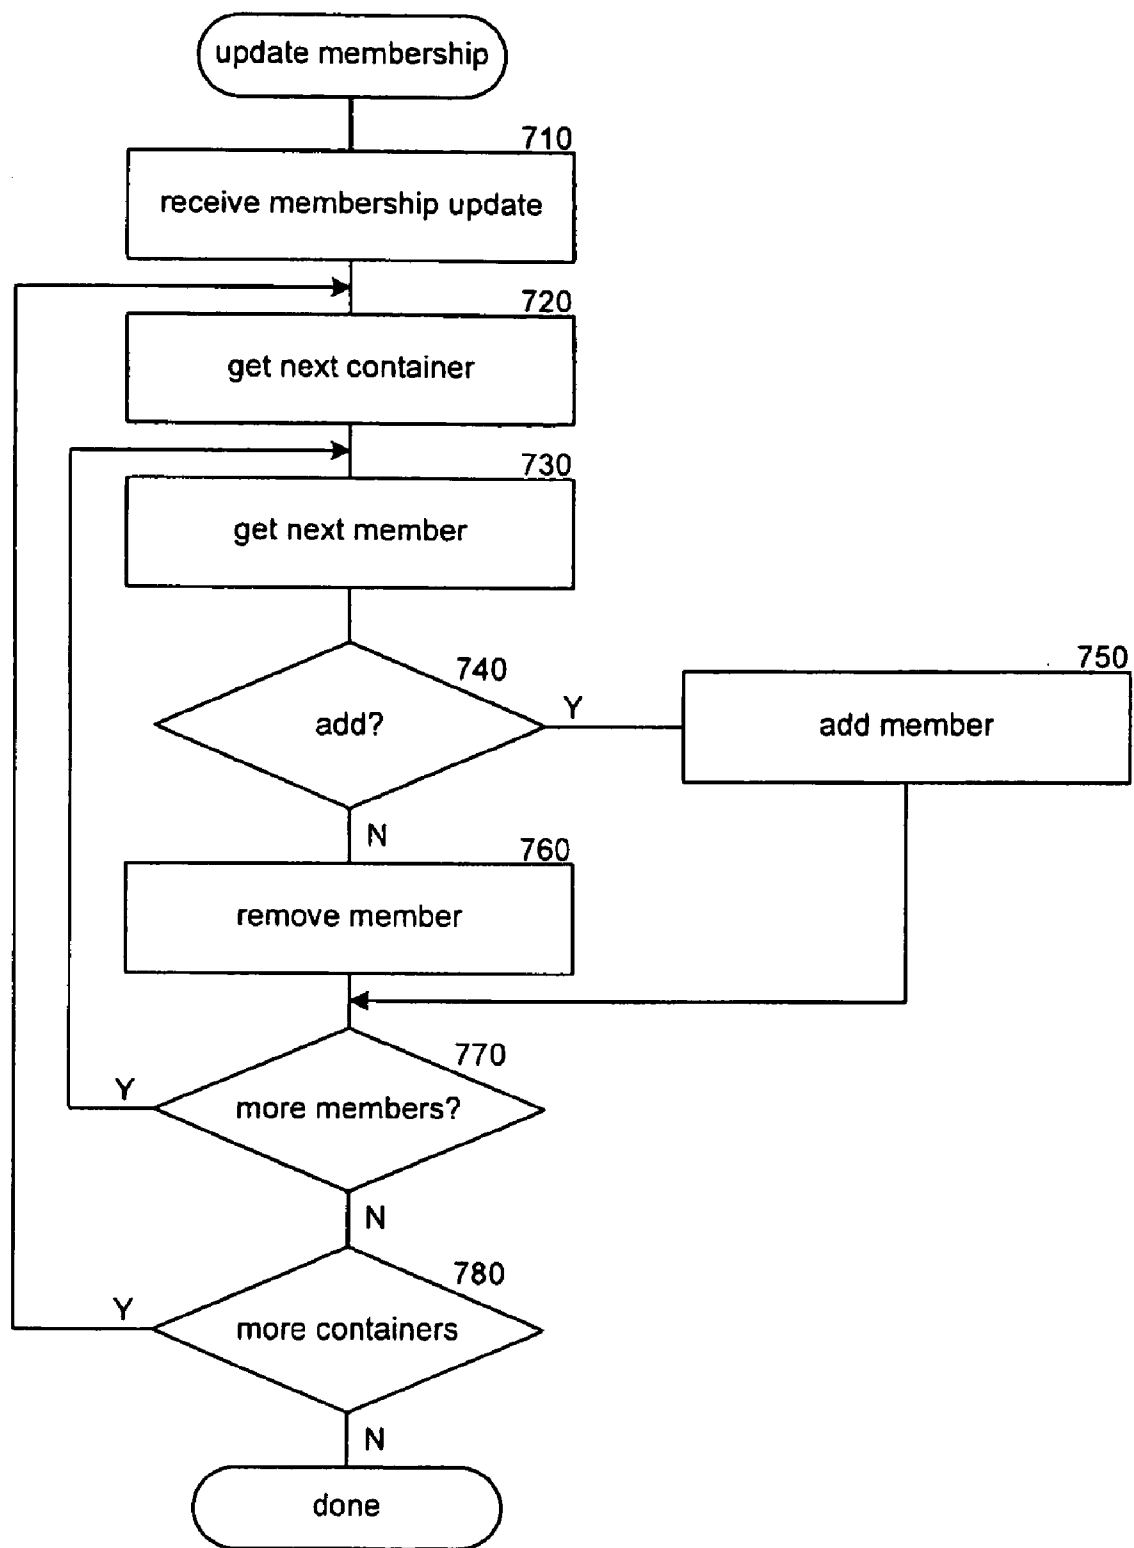 update membership
710
receive membership update
720
get next container
730
get next member
740
add?
Y
750
add member
N
760
remove member
770
more members?
Y
N
780
more containers
Y
N
done